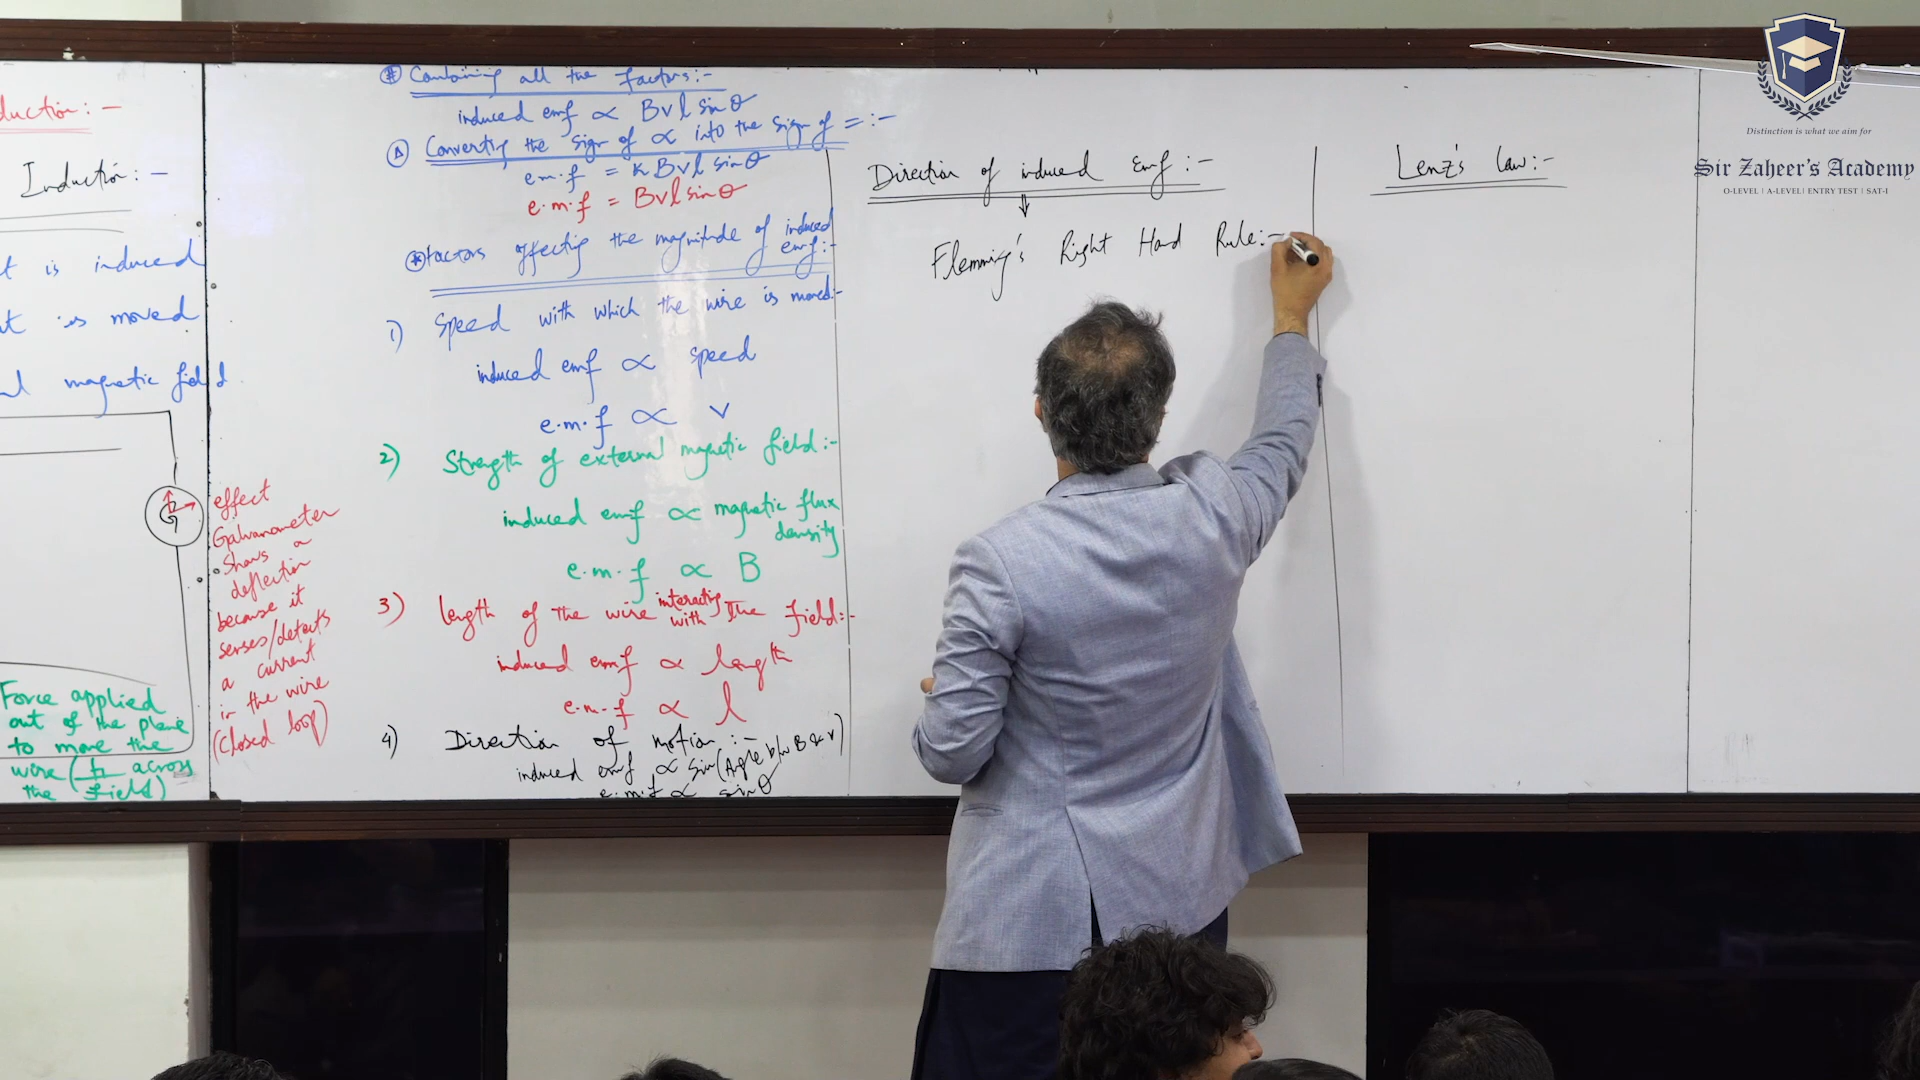 duction:-
Induction:-
t is induced
t is moved
l magnetic field
G
effect
Galvanometer
shows a
deflection
because it
senses/detects
a current
in the wire
(closed loop)
Force applied
out of the plane
to move the
wire ( across
the field)
# Combining all the factors:-
induced emf ∝ Bvl sinθ
Converting the sign of ∝ into the sign of = :-
e.m.f = K Bvl sinθ
e.m.f = Bvl sinθ
factors affecting the magnitude of induced
emf:-
1) Speed with which the wire is moved:-
induced emf ∝ speed
e.m.f ∝ v
2) Strength of external magnetic field:-
induced emf ∝ magnetic flux
density
e.m.f ∝ B
3) length of the wire interacting with the field:-
induced emf ∝ length
e.m.f ∝ l
4) Direction of motion:-
induced emf ∝ sin(Angle b/w B & v)
e.m.f ∝ sinθ
Direction of induced Emf:-
⇓
Flemming's Right Hand Rule:-
Lenz's Law:-
Distinction is what we aim for
Sir Zaheer's Academy
O-LEVEL | A-LEVEL | ENTRY TEST | SAT-I